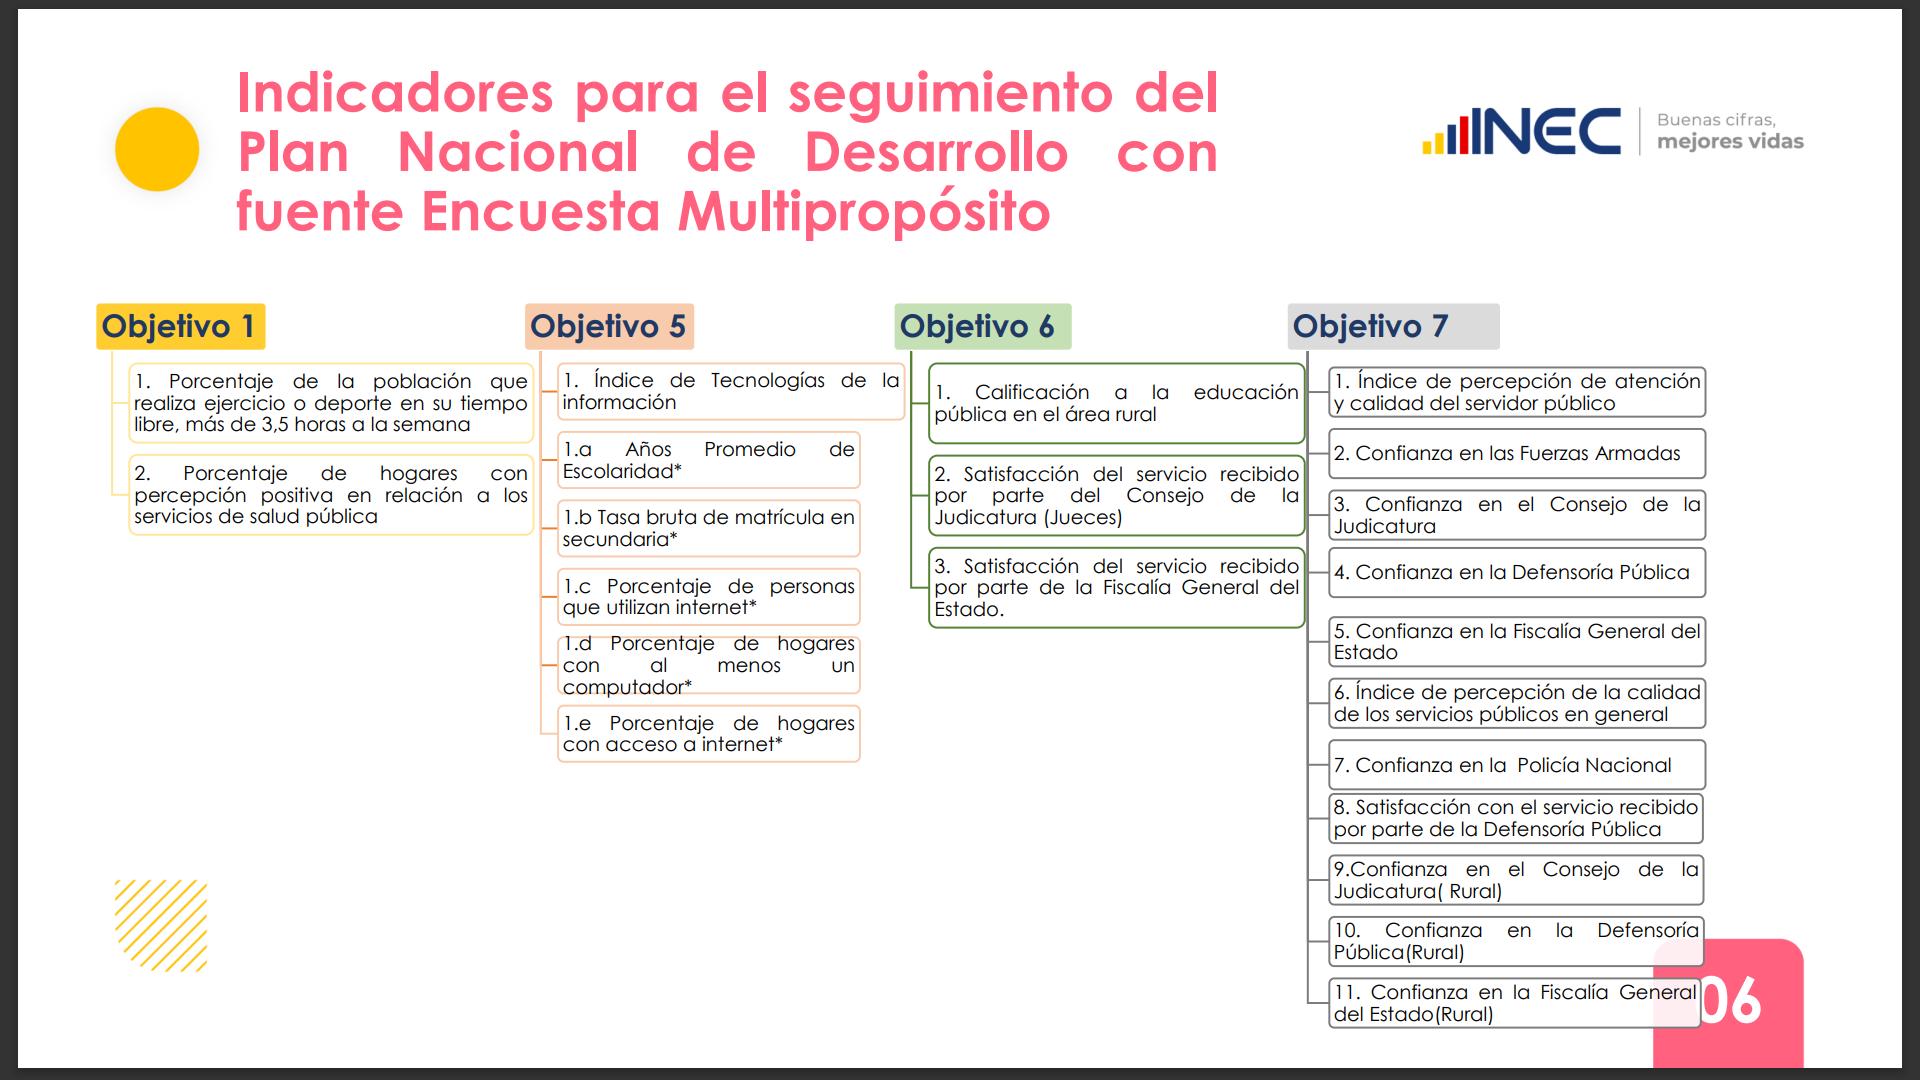 Indicadores para el seguimiento del
Plan Nacional de Desarrollo con
fuente Encuesta Multipropósito
INEC
Buenas cifras,
mejores vidas
Objetivo 1
1. Porcentaje de la población que
realiza ejercicio o deporte en su tiempo
libre, más de 3,5 horas a la semana
2. Porcentaje de hogares con
percepción positiva en relación a los
servicios de salud pública
Objetivo 5
1. Índice de Tecnologías de la
información
1.a Años Promedio de
Escolaridad*
1.b Tasa bruta de matrícula en
secundaria*
1.c Porcentaje de personas
que utilizan internet*
1.d Porcentaje de hogares
con al menos un
computador*
1.e Porcentaje de hogares
con acceso a internet*
Objetivo 6
1. Calificación a la educación
pública en el área rural
2. Satisfacción del servicio recibido
por parte del Consejo de la
Judicatura (Jueces)
3. Satisfacción del servicio recibido
por parte de la Fiscalía General del
Estado.
Objetivo 7
1. Índice de percepción de atención
y calidad del servidor público
2. Confianza en las Fuerzas Armadas
3. Confianza en el Consejo de la
Judicatura
4. Confianza en la Defensoría Pública
5. Confianza en la Fiscalía General del
Estado
6. Índice de percepción de la calidad
de los servicios públicos en general
7. Confianza en la  Policía Nacional
8. Satisfacción con el servicio recibido
por parte de la Defensoría Pública
9.Confianza en el Consejo de la
Judicatura( Rural)
10. Confianza en la Defensoría
Pública(Rural)
11. Confianza en la Fiscalía General
del Estado(Rural)
06